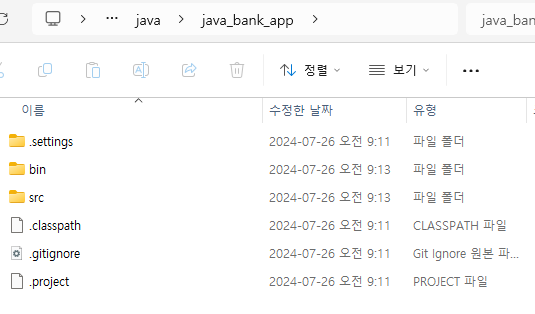 java java_bank_app java_ban
정렬 보기
이름 수정한 날짜 유형
.settings 2024-07-26 오전 9:11 파일 폴더
bin 2024-07-26 오전 9:13 파일 폴더
src 2024-07-26 오전 9:13 파일 폴더
.classpath 2024-07-26 오전 9:11 CLASSPATH 파일
.gitignore 2024-07-26 오전 9:11 Git Ignore 원본 파...
.project 2024-07-26 오전 9:11 PROJECT 파일